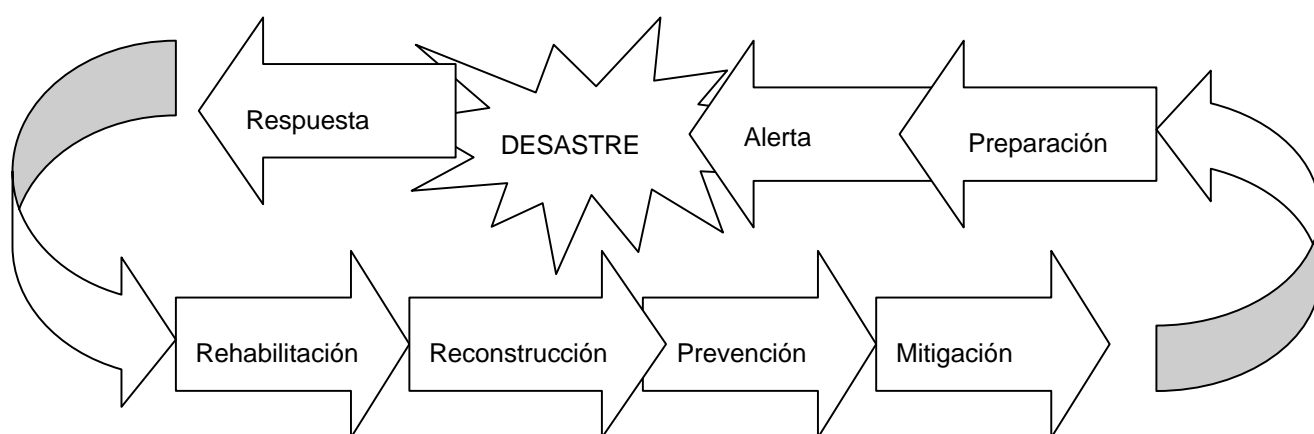 Respuesta
DESASTRE
Alerta
Preparación
Rehabilitación
Reconstrucción
Prevención
Mitigación